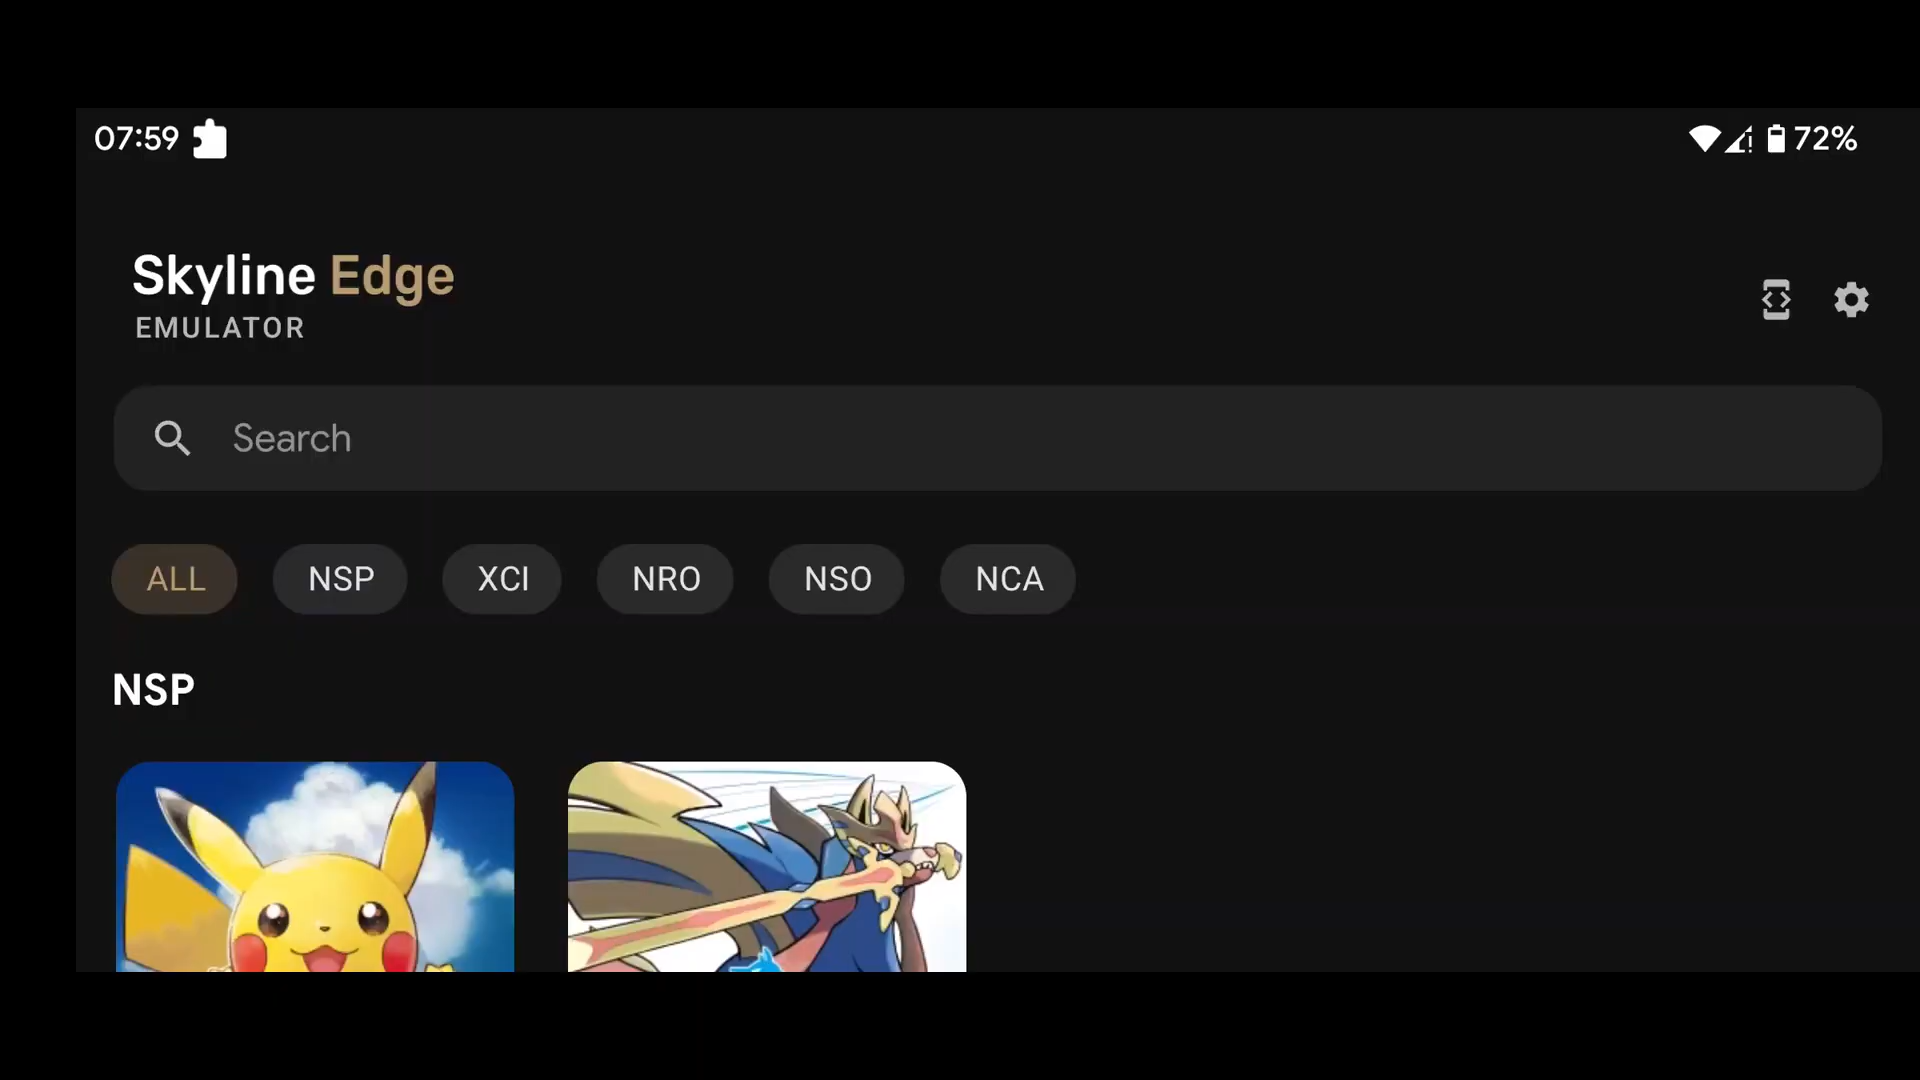 07:59
72%
Skyline Edge
EMULATOR
Search
ALL NSP XCI NRO NSO NCA
NSP